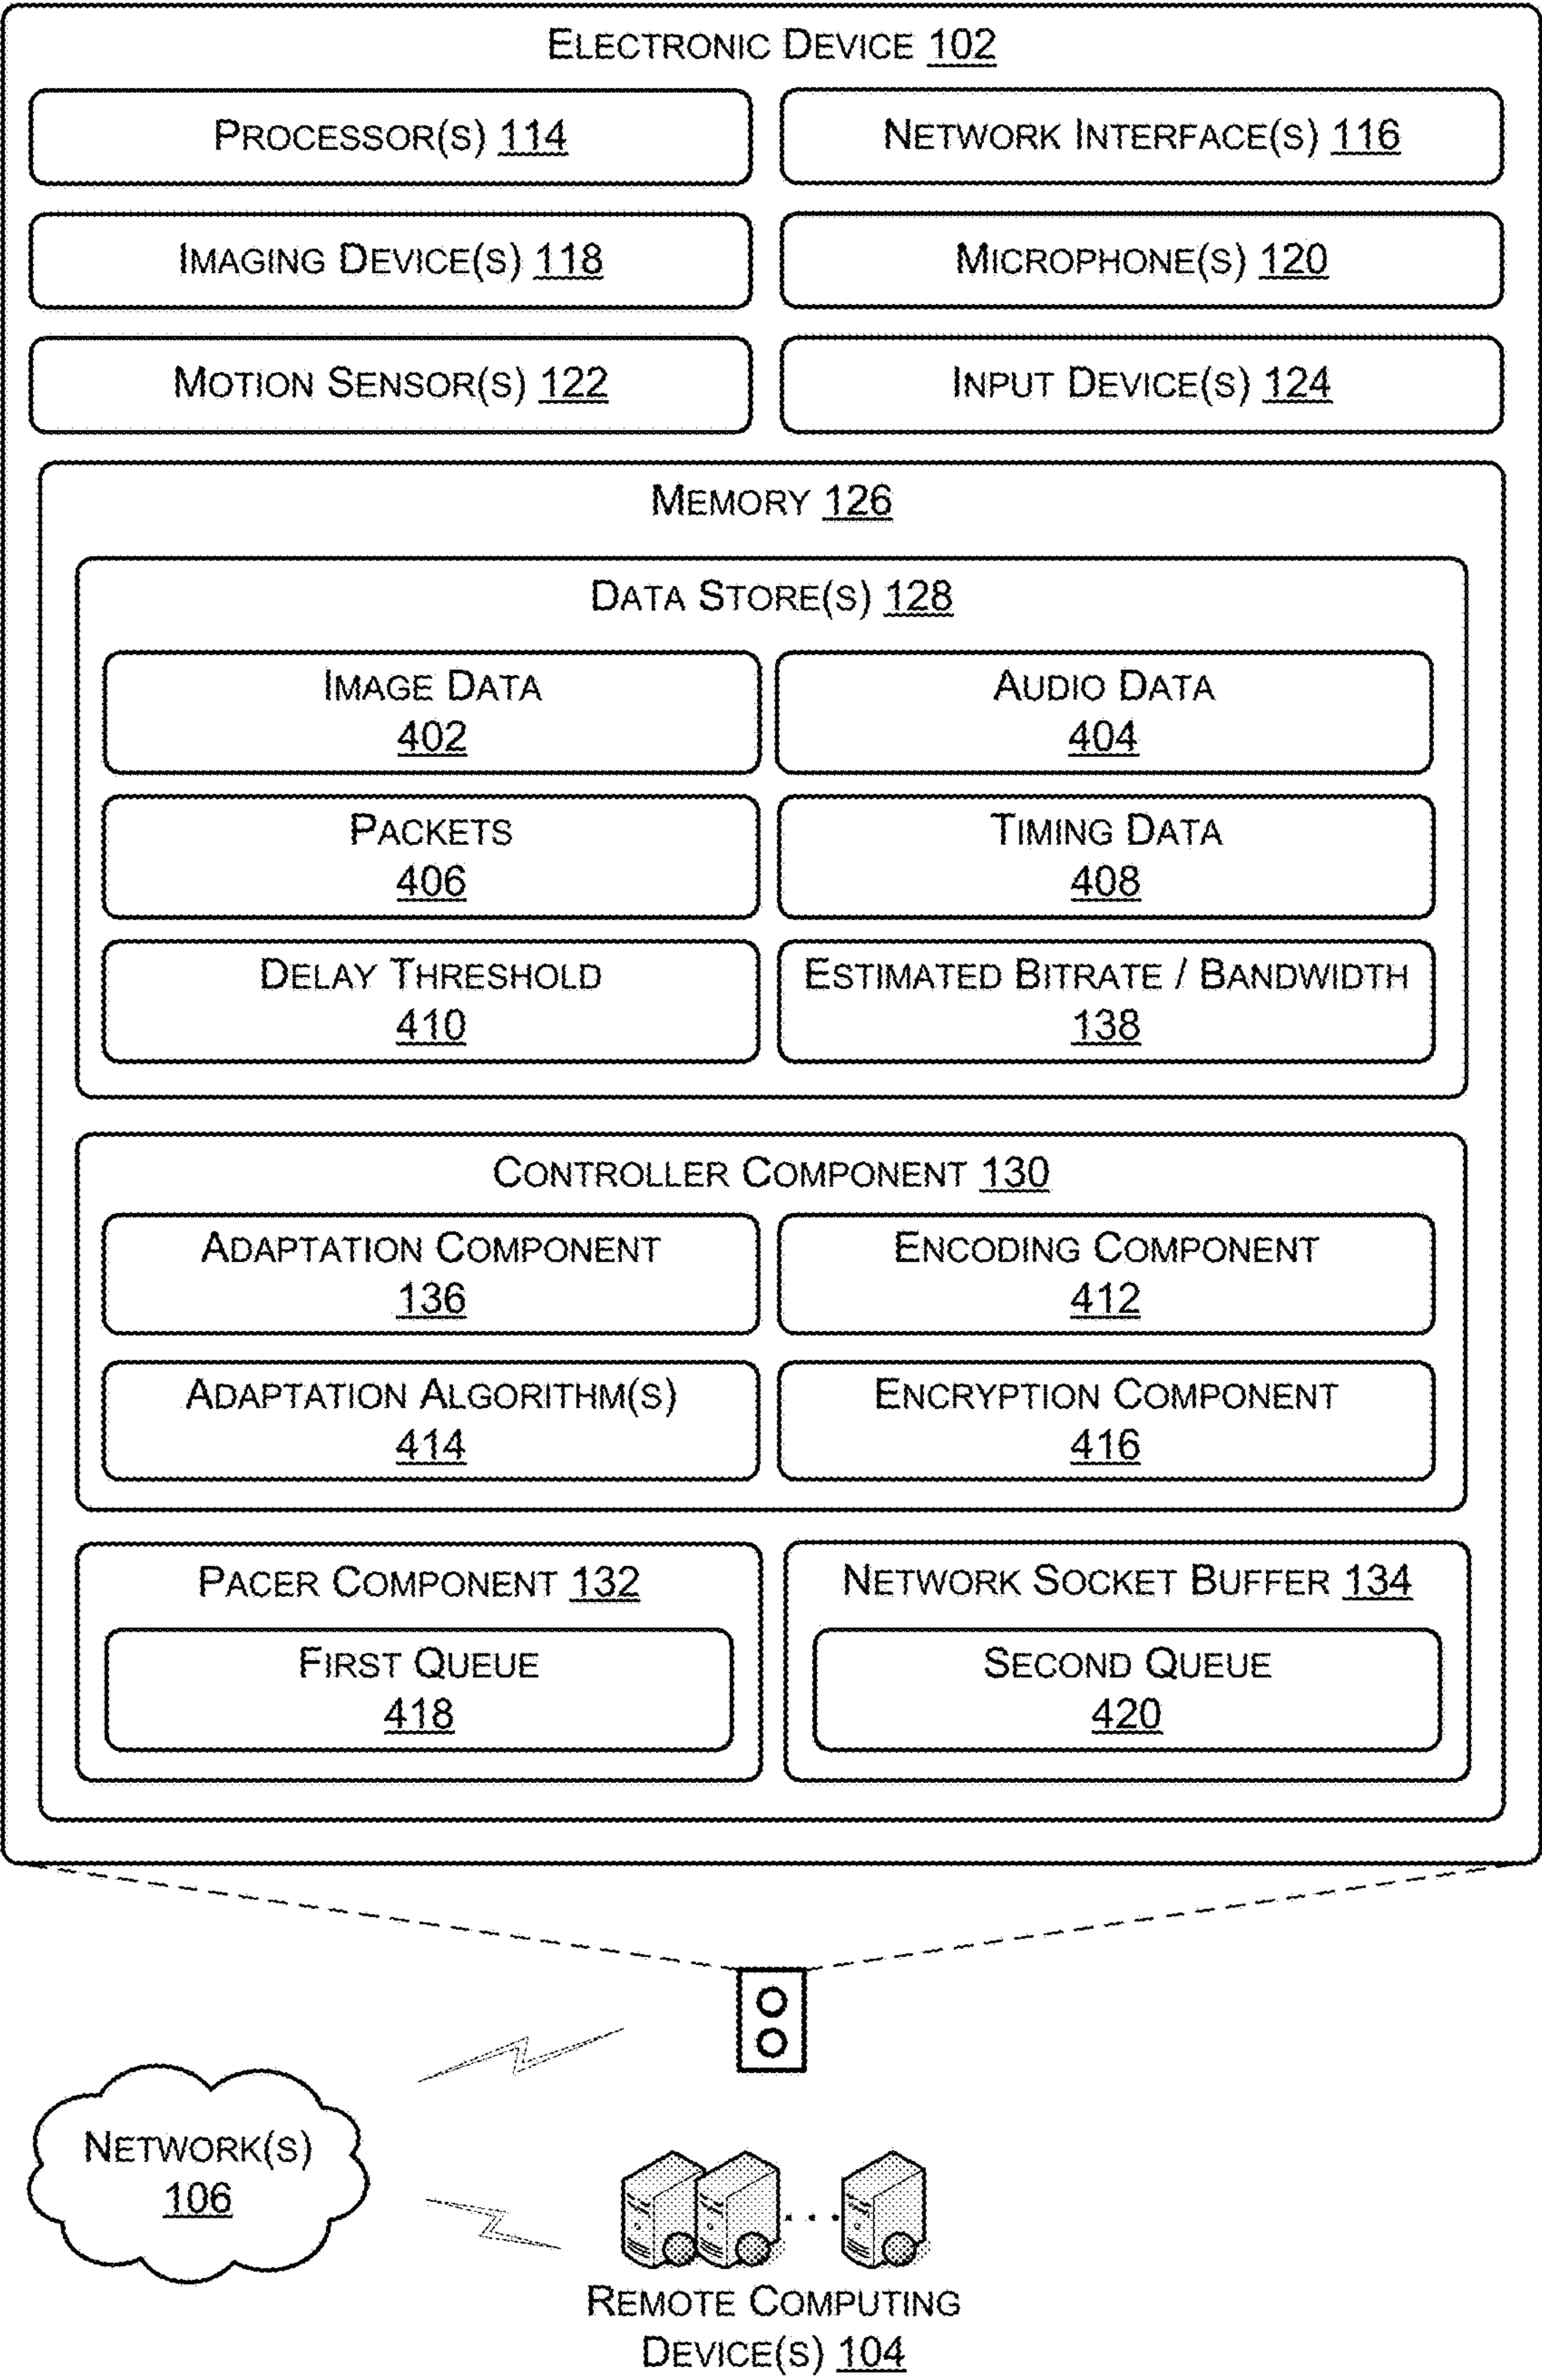 ELECTRONIC DEVICE 102
PROCESSOR(S) 114
NETWORK INTERFACE(S) 116
IMAGING DEVICE(S) 118
MICROPHONE(S) 120
MOTION SENSOR(S) 122
INPUT DEVICE(S) 124
MEMORY 126
DATA STORE(S) 128
IMAGE DATA
402
AUDIO DATA
404
PACKETS
406
TIMING DATA
408
DELAY THRESHOLD
410
ESTIMATED BITRATE / BANDWIDTH
138
CONTROLLER COMPONENT 130
ADAPTATION COMPONENT
136
ENCODING COMPONENT
412
ADAPTATION ALGORITHM(S)
414
ENCRYPTION COMPONENT
416
PACER COMPONENT 132
FIRST QUEUE
418
NETWORK SOCKET BUFFER 134
SECOND QUEUE
420
NETWORK(S)
106
REMOTE COMPUTING
DEVICE(S) 104